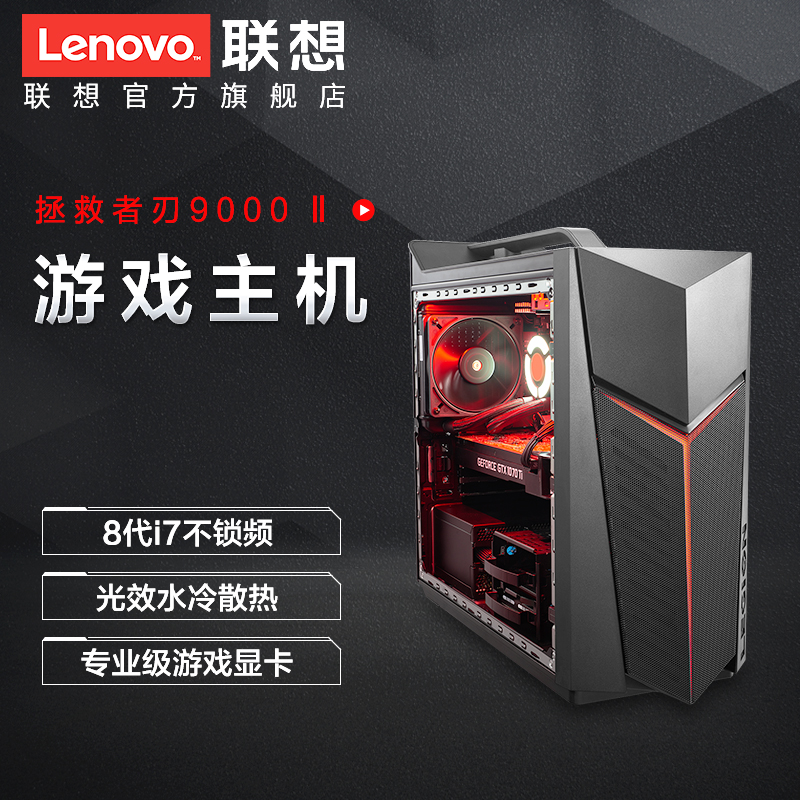 Lenovo™ 联想
联想官方旗舰店
拯救者刃9000 Ⅱ
游戏主机
GEFORCE GTX 1070 Ti
8代i7不锁频
光效水冷散热
专业级游戏显卡
LEGION